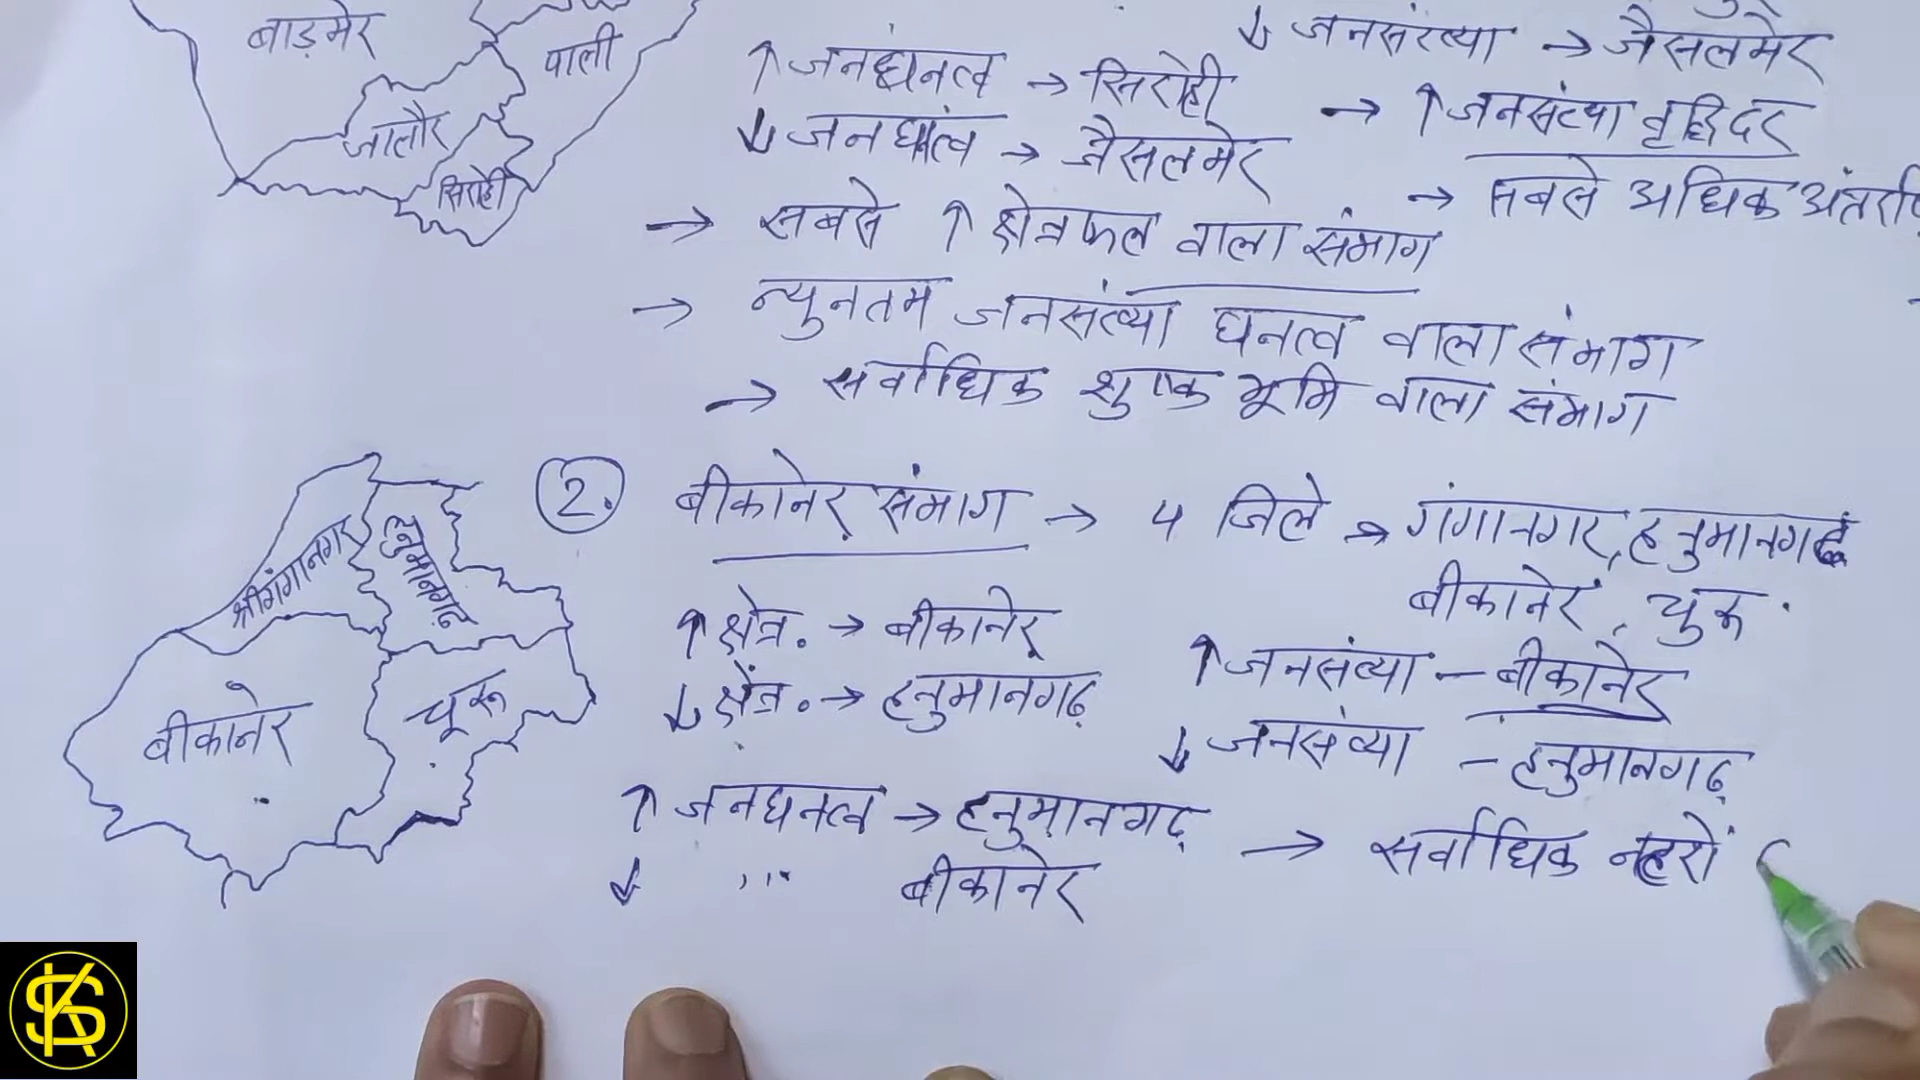 बाड़मेर
पाली
जालौर
सिरोही
↓ जनसंख्या → जैसलमेर
↑ जनघनत्व → सिरोही
→ ↑ जनसंख्या वृद्धिदर
↓ जनघनत्व → जैसलमेर
→ सबसे अधिक
→ सबसे ↑ क्षेत्रफल वाला संभाग
→ न्युनतम जनसंख्या घनत्व वाला संभाग
→ सर्वाधिक शुष्क भूमि वाला संभाग
2. बीकानेर संभाग → 4 जिले → गंगानगर, हनुमानगढ़
बीकानेर, चुरू.
श्रीगंगानगर
हनुमानगढ़
बीकानेर
चूरू
↑ क्षेत्र. → बीकानेर
↓ क्षेत्र. → हनुमानगढ़
↑ जनसंख्या - बीकानेर
↓ जनसंख्या - हनुमानगढ़
↑ जनघनत्व → हनुमानगढ़
↓ ,,, बीकानेर
→ सर्वाधिक नहरों